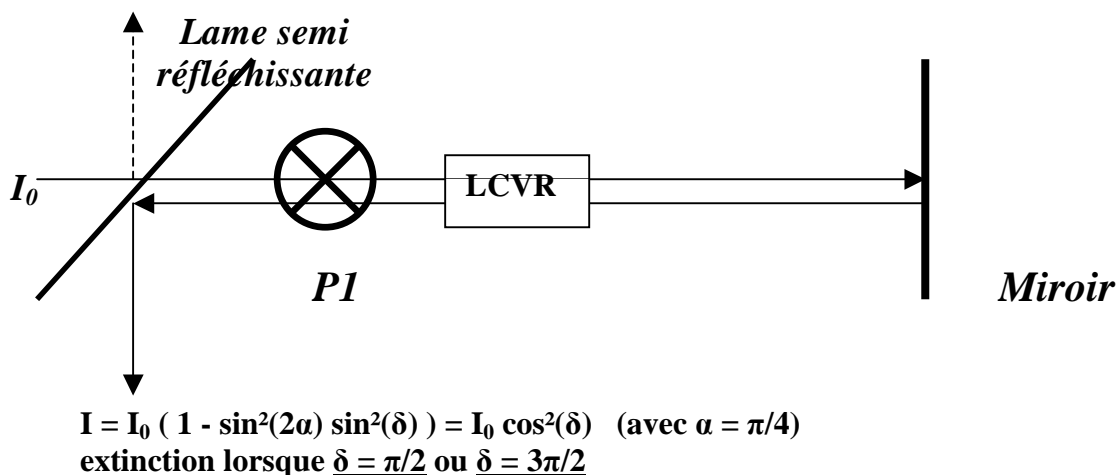 Lame semi
réfléchissante
I₀
LCVR
P1
Miroir
I = I₀ ( 1 - sin²(2α) sin²(δ) ) = I₀ cos²(δ) (avec α = π/4)
extinction lorsque δ = π/2 ou δ = 3π/2